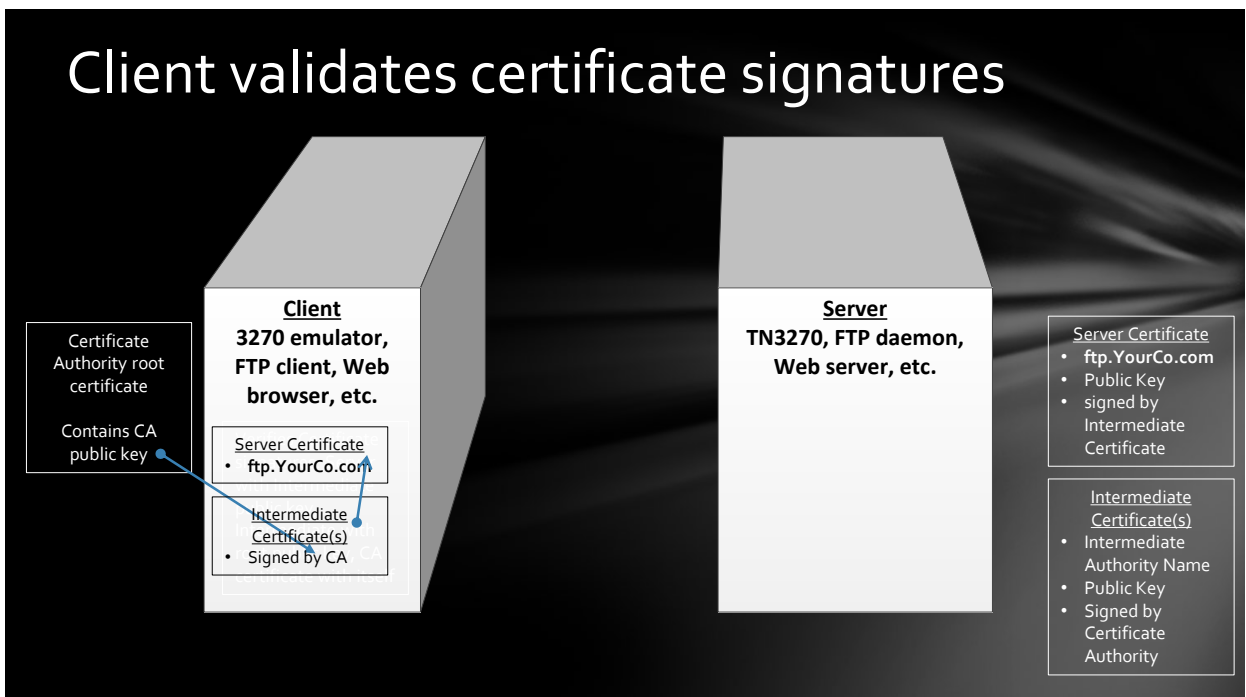 Client validates certificate signatures
Client
3270 emulator,
FTP client, Web
browser, etc.
Server
TN3270, FTP daemon,
Web server, etc.
Certificate
Authority root
certificate
Contains CA
public key
Server Certificate
• ftp.YourCo.com
Intermediate
Certificate(s)
• Signed by CA
certificate with itself
Server Certificate
• ftp.YourCo.com
• Public Key
• signed by
Intermediate
Certificate
Intermediate
Certificate(s)
• Intermediate
Authority Name
• Public Key
• Signed by
Certificate
Authority